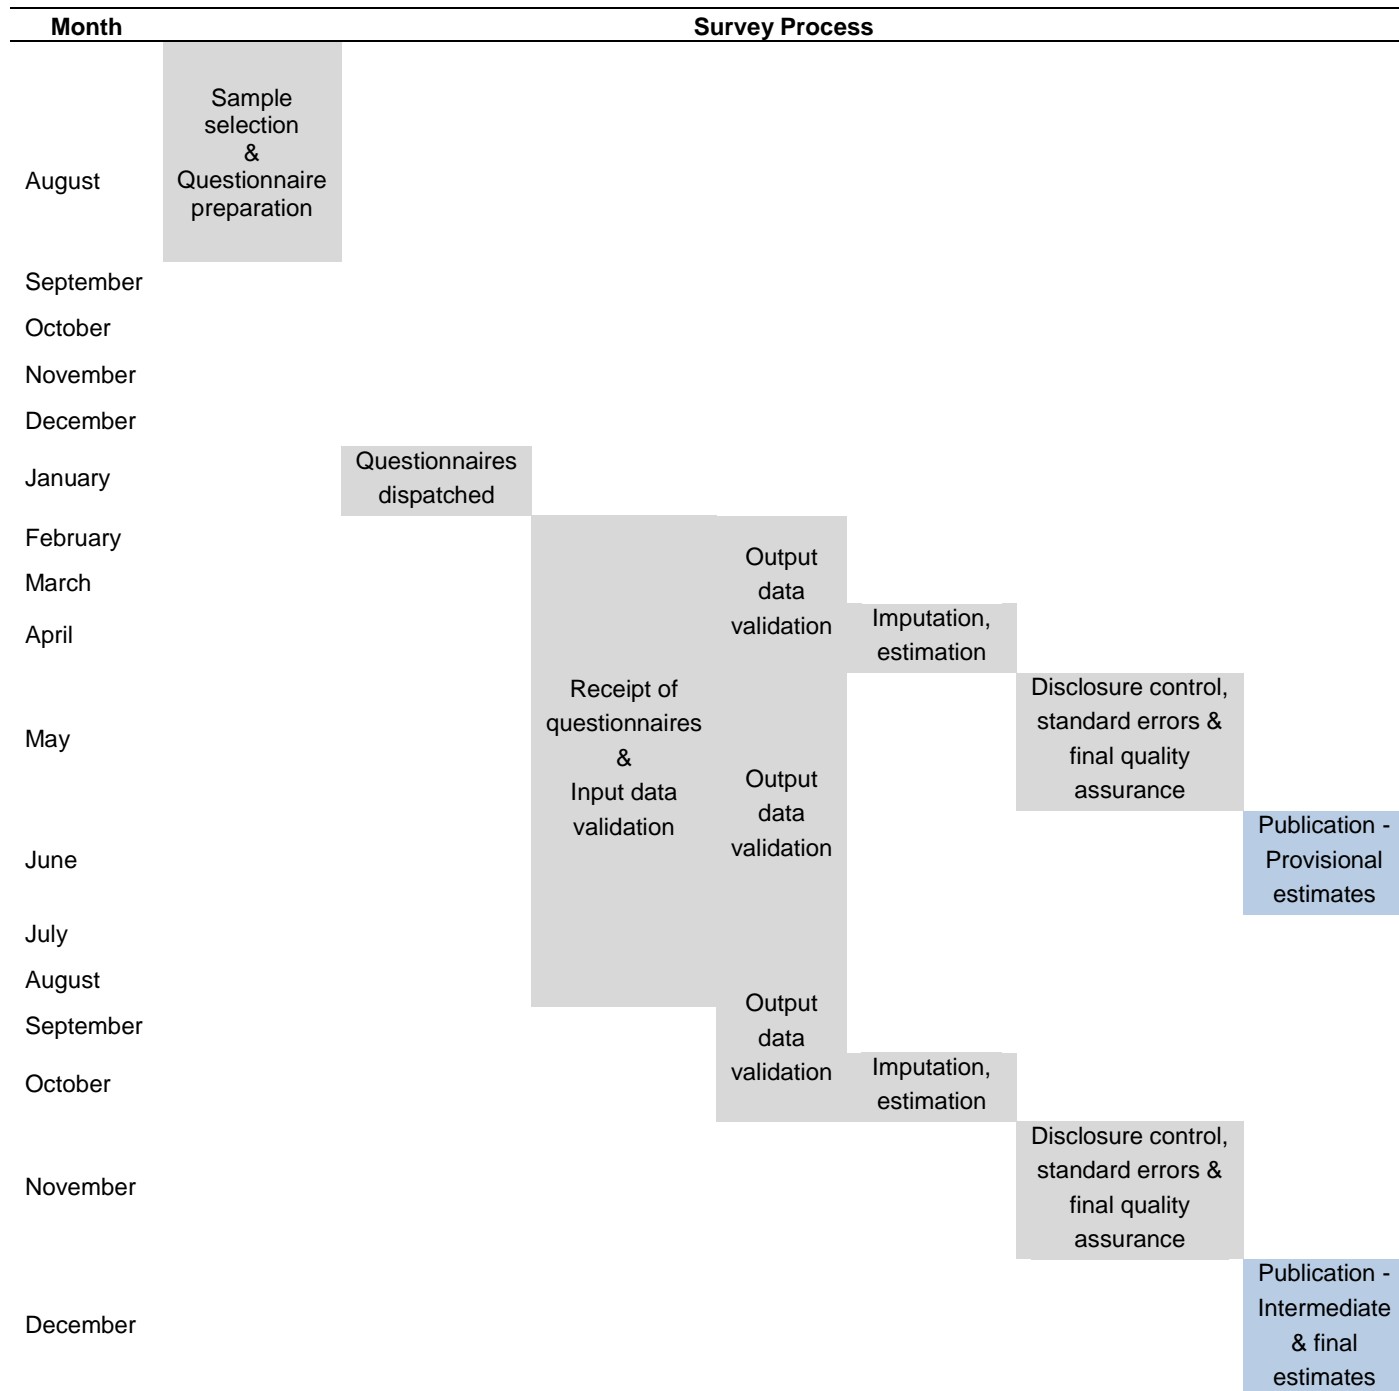 Month Survey Process
Sample
selection
&
August Questionnaire
preparation
September
October
November
December
January
Questionnaires
dispatched
February
March
April
Output
data
validation
Imputation,
estimation
May
Receipt of
questionnaires
&
Input data
validation
Output
data
validation
Disclosure control,
standard errors &
final quality
assurance
June
Publication -
Provisional
estimates
July
August
September
October
Output
data
validation
Imputation,
estimation
November
Disclosure control,
standard errors &
final quality
assurance
December
Publication -
Intermediate
& final
estimates